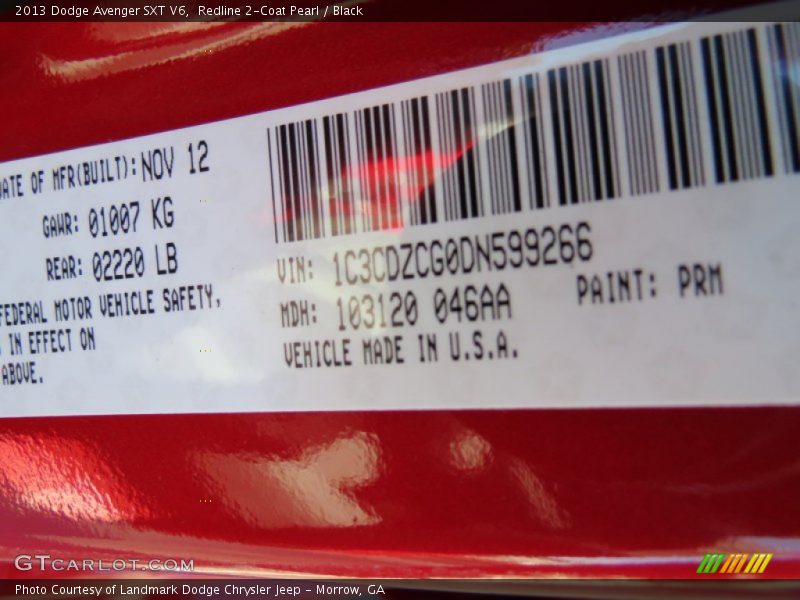 2013 Dodge Avenger SXT V6,  Redline 2-Coat Pearl / Black
DATE OF MFR(BUILT): NOV 12
GAWR: 01007 KG
REAR: 02220 LB
FEDERAL MOTOR VEHICLE SAFETY,
IN EFFECT ON
ABOVE.
VIN: 1C3CDZCG0DN599266
MDH: 103120 046AA
PAINT: PRM
VEHICLE MADE IN U.S.A.
GTCARLOT.COM
Photo Courtesy of Landmark Dodge Chrysler Jeep - Morrow, GA